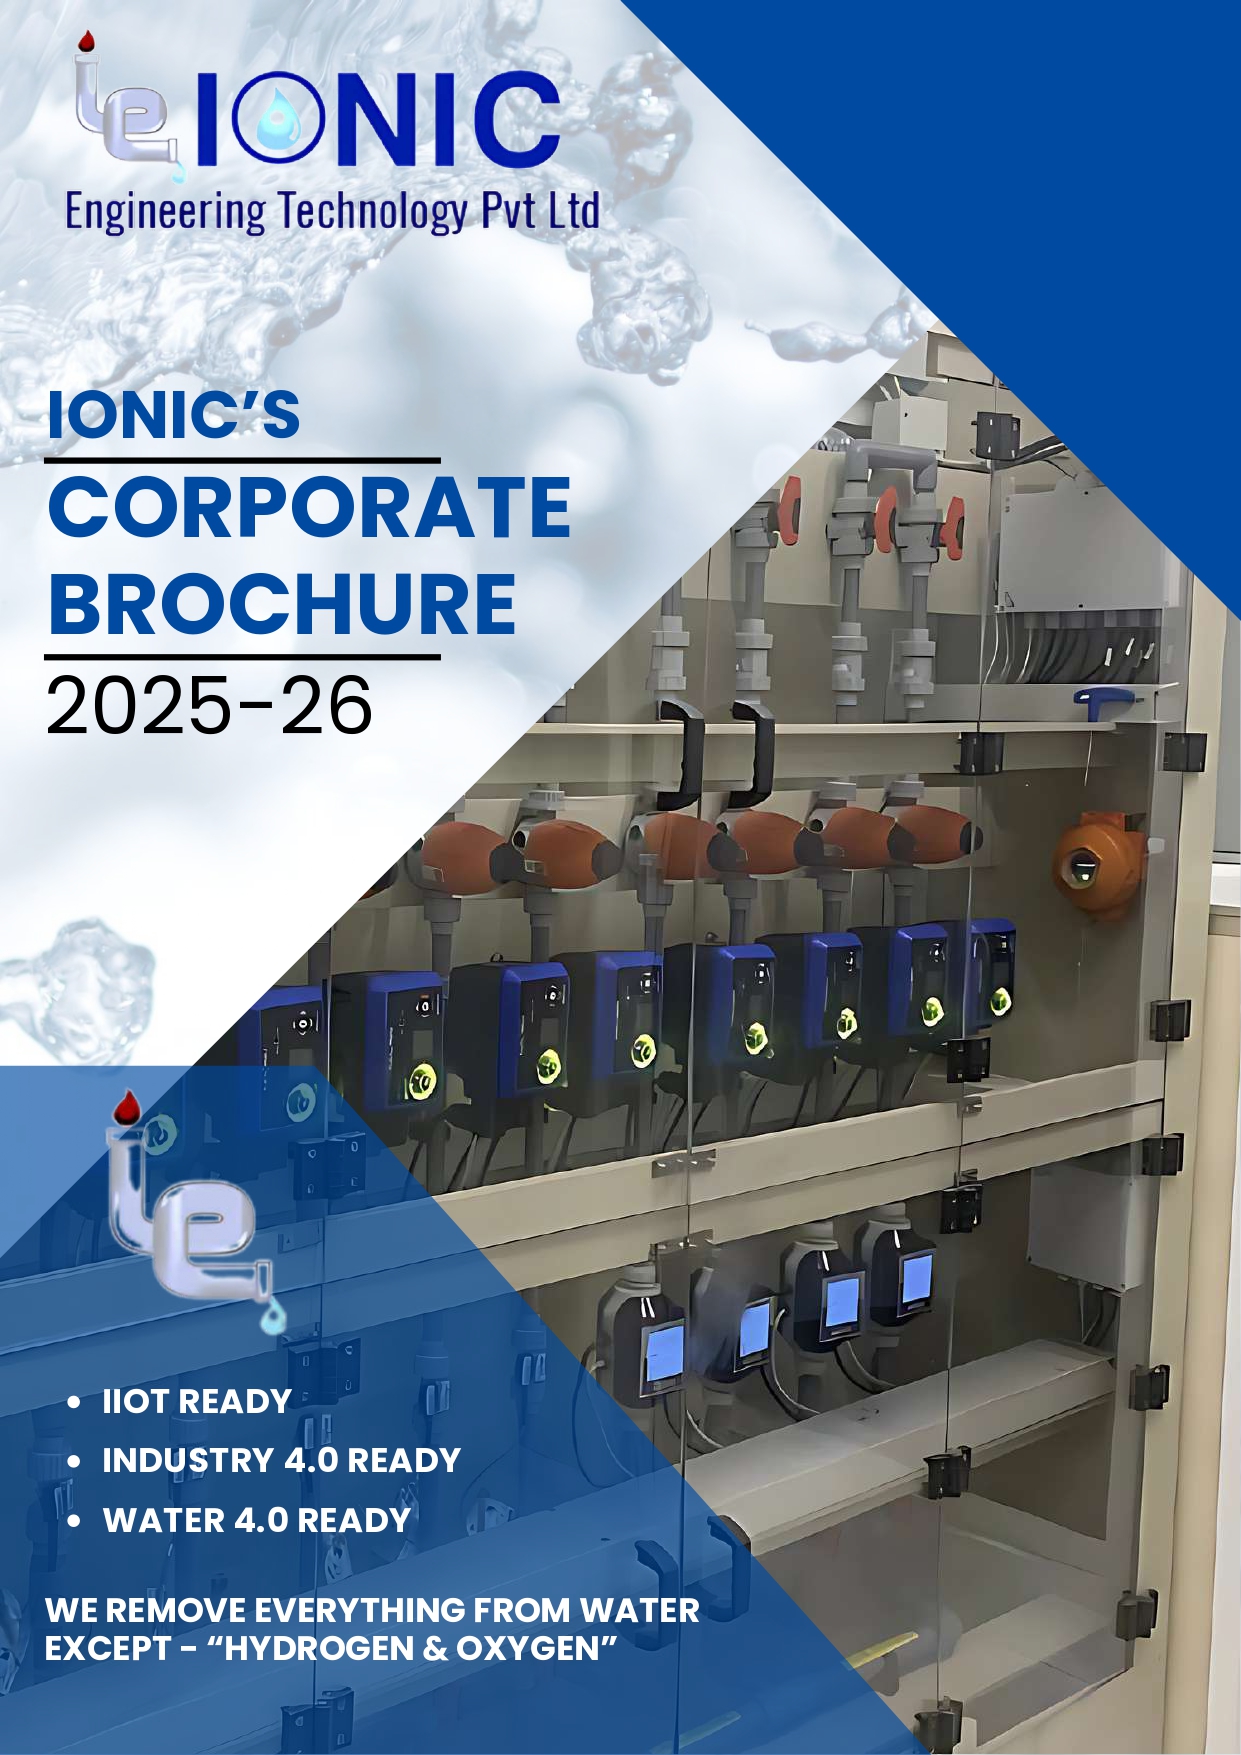 IONIC
Engineering Technology Pvt Ltd
IONIC’S
CORPORATE
BROCHURE
2025-26
• IIOT READY
• INDUSTRY 4.0 READY
• WATER 4.0 READY
WE REMOVE EVERYTHING FROM WATER
EXCEPT - “HYDROGEN & OXYGEN”